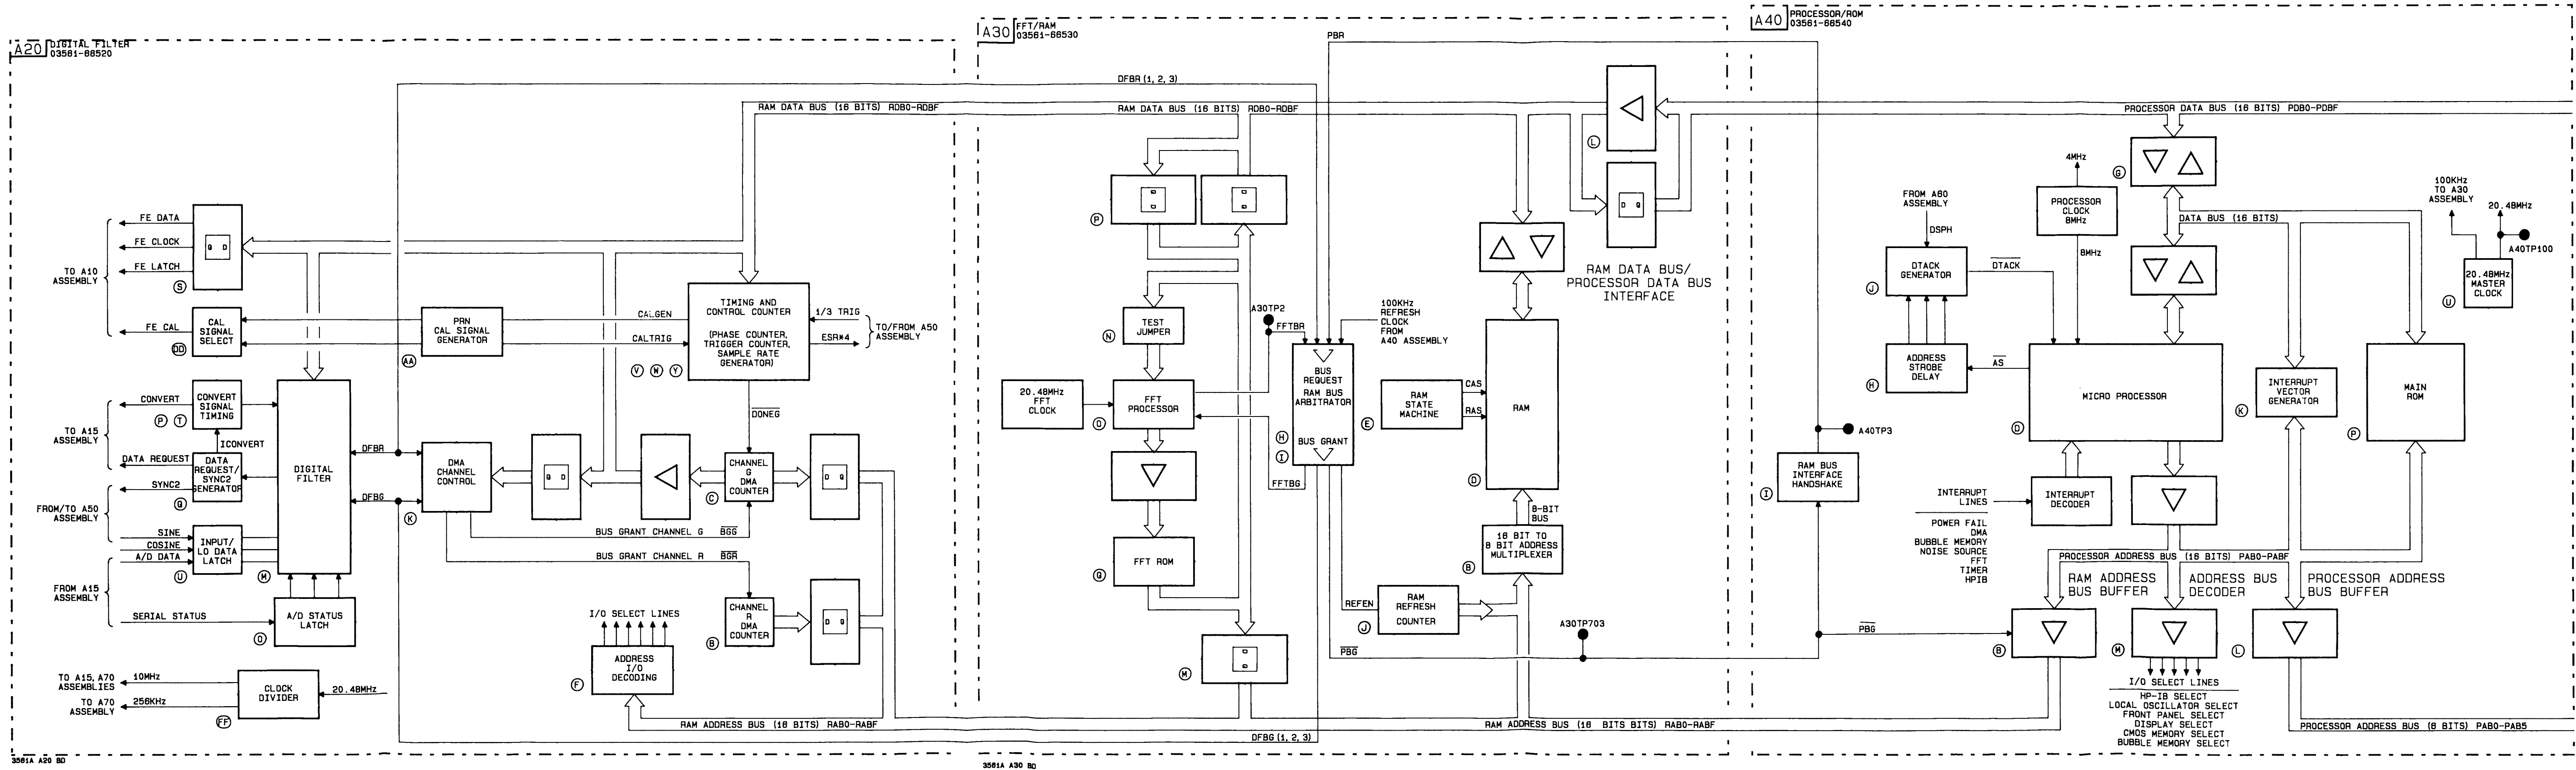 A20
DIGITAL FILTER
03561-66520
FE DATA
FE CLOCK
FE LATCH
TO A10
ASSEMBLY
FE CAL
Q D
S
CAL
SIGNAL
SELECT
DD
PRN
CAL SIGNAL
GENERATOR
AA
CALGEN
CALTRIG
TIMING AND
CONTROL COUNTER
(PHASE COUNTER,
TRIGGER COUNTER,
SAMPLE RATE
GENERATOR)
V W Y
1/3 TRIG
ESR*4
TO/FROM A50
ASSEMBLY
CONVERT
CONVERT
SIGNAL
TIMING
P T
TO A15
ASSEMBLY
ICONVERT
DATA REQUEST
DATA
REQUEST/
SYNC2
GENERATOR
SYNC2
Q
FROM/TO A50
ASSEMBLY
SINE
COSINE
A/D DATA
INPUT/
LO DATA
LATCH
U
M
FROM A15
ASSEMBLY
SERIAL STATUS
A/D STATUS
LATCH
O
DIGITAL
FILTER
DFBR
DFBG
DMA
CHANNEL
CONTROL
K
Q D
DONEG
CHANNEL
G
DMA
COUNTER
C
D Q
BUS GRANT CHANNEL G BGG
BUS GRANT CHANNEL R BGR
CHANNEL
R
DMA
COUNTER
B
D Q
I/O SELECT LINES
ADDRESS
I/O
DECODING
F
TO A15, A70
ASSEMBLIES
10MHz
TO A70
ASSEMBLY
256KHz
CLOCK
DIVIDER
FF
20.48MHz
RAM DATA BUS (16 BITS) RDB0-RDBF
RAM ADDRESS BUS (16 BITS) RAB0-RABF
3561A A20 BD
A30
FFT/RAM
03561-66530
DFBR (1, 2, 3)
PBR
RAM DATA BUS (16 BITS) RDB0-RDBF
P
TEST
JUMPER
N
20.48MHz
FFT
CLOCK
FFT
PROCESSOR
O
FFT ROM
Q
M
A30TP2
FFTBR
FFTBG
100KHz
REFRESH
CLOCK
FROM
A40 ASSEMBLY
BUS
REQUEST
RAM BUS
ARBITRATOR
BUS GRANT
H
I
RAM
STATE
MACHINE
E
CAS
RAS
RAM
D
8-BIT
BUS
16 BIT TO
8 BIT ADDRESS
MULTIPLEXER
B
REFEN
RAM
REFRESH
COUNTER
J
PBG
A30TP703
L
D Q
RAM DATA BUS/
PROCESSOR DATA BUS
INTERFACE
RAM ADDRESS BUS (16 BITS BITS) RAB0-RABF
DFBG (1, 2, 3)
3561A A30 BD
A40
PROCESSOR/ROM
03561-66540
PROCESSOR DATA BUS (16 BITS) PDB0-PDBF
G
4MHz
PROCESSOR
CLOCK
8MHz
8MHz
FROM A60
ASSEMBLY
DSPH
DTACK
GENERATOR
J
DTACK
ADDRESS
STROBE
DELAY
H
AS
DATA BUS (16 BITS)
MICRO PROCESSOR
D
INTERRUPT
VECTOR
GENERATOR
K
MAIN
ROM
P
100KHz
TO A30
ASSEMBLY
20.48MHz
A40TP100
20.48MHz
MASTER
CLOCK
U
A40TP3
RAM BUS
INTERFACE
HANDSHAKE
I
INTERRUPT
LINES
INTERRUPT
DECODER
POWER FAIL
DMA
BUBBLE MEMORY
NOISE SOURCE
FFT
TIMER
HPIB
PROCESSOR ADDRESS BUS (16 BITS) PAB0-PABF
RAM ADDRESS
BUS BUFFER
ADDRESS BUS
DECODER
PROCESSOR ADDRESS
BUS BUFFER
PBG
B
M
L
I/O SELECT LINES
HP-IB SELECT
LOCAL OSCILLATOR SELECT
FRONT PANEL SELECT
DISPLAY SELECT
CMOS MEMORY SELECT
BUBBLE MEMORY SELECT
PROCESSOR ADDRESS BUS (6 BITS) PAB0-PAB5